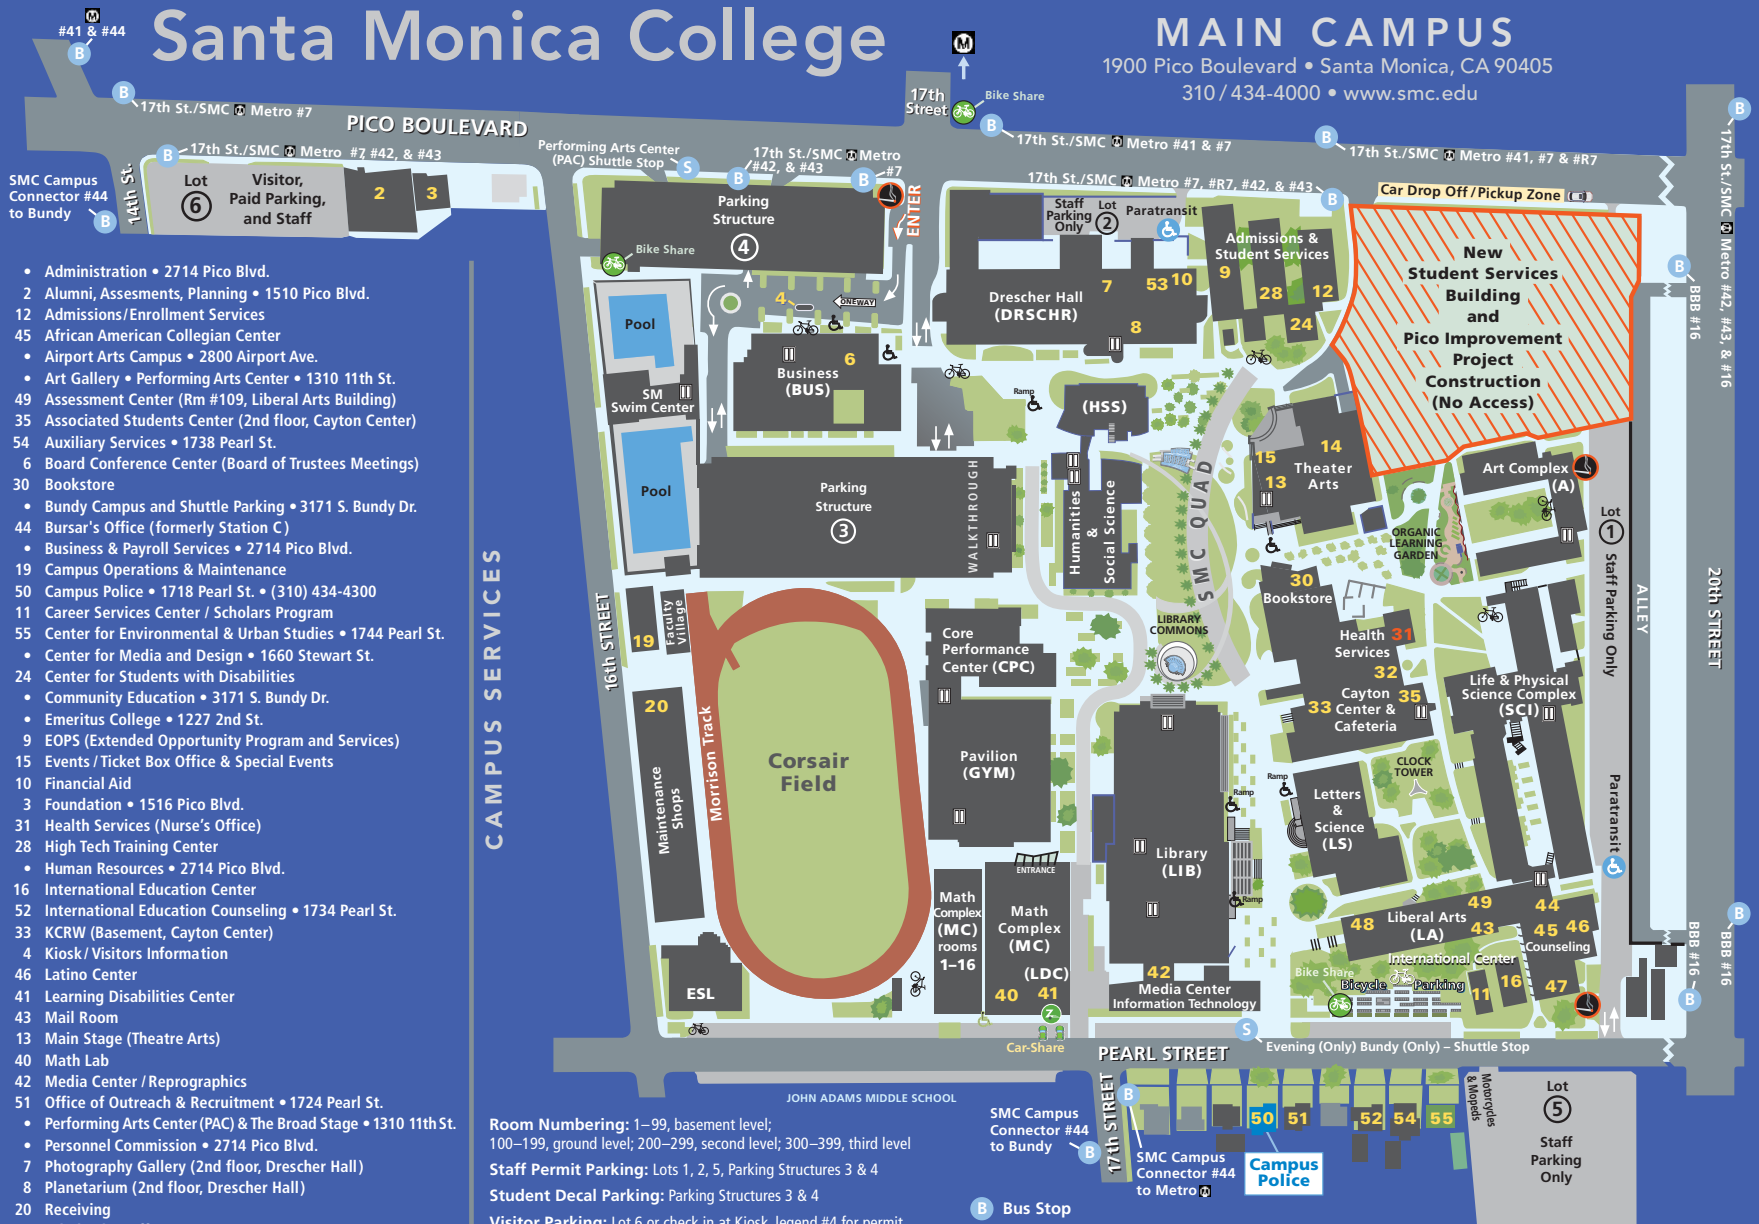 Santa Monica College
MAIN CAMPUS
1900 Pico Boulevard • Santa Monica, CA 90405
310 / 434-4000 • www.smc.edu
#41 & #44
B
B
17th St./SMC M Metro #7
PICO BOULEVARD
17th
Street
Bike Share
M
B
17th St./SMC M Metro #41 & #7
B
17th St./SMC M Metro #41, #7 & #R7
B
17th St./SMC M Metro #42, #43, & #16
B
17th St./SMC M Metro #7, #42, & #43
Performing Arts Center
(PAC) Shuttle Stop
S
17th St./SMC M Metro
#42, & #43
B
B
#7
17th St./SMC M Metro #7, #R7, #42, & #43
B
Car Drop Off / Pickup Zone
SMC Campus
Connector #44
to Bundy
B
14th St.
Lot
6
Visitor,
Paid Parking,
and Staff
2
3
Parking
Structure
4
Bike Share
ENTER
Staff
Parking
Only
Lot
2
Paratransit
Admissions &
Student Services
9
28
12
24
Drescher Hall
(DRSCHR)
7
53
10
8
New
Student Services
Building
and
Pico Improvement
Project
Construction
(No Access)
B
BBB #16
4
ONEWAY
Pool
SM
Swim Center
Pool
Business
(BUS)
6
Ramp
(HSS)
Humanities
&
Social Science
SMC QUAD
15
14
13
Theater
Arts
Art Complex
(A)
Lot
1
Staff Parking Only
ALLEY
20th STREET
ORGANIC
LEARNING
GARDEN
Parking
Structure
3
WALKTHROUGH
16th STREET
CAMPUS SERVICES
19
Faculty
Village
20
Maintenance
Shops
Morrison Track
Corsair
Field
Core
Performance
Center (CPC)
Pavilion
(GYM)
LIBRARY
COMMONS
30
Bookstore
Health
Services
31
32
Cayton
Center &
Cafeteria
33
35
Life & Physical
Science Complex
(SCI)
CLOCK
TOWER
Ramp
Ramp
Ramp
Letters
&
Science
(LS)
Library
(LIB)
Paratransit
ENTRANCE
Math
Complex
(MC)
rooms
1–16
Math
Complex
(MC)
(LDC)
40
41
42
Media Center
Information Technology
48
Liberal Arts
(LA)
49
43
44
45
46
Counseling
International Center
Bike Share
Bicycle Parking
11
16
47
ESL
B
BBB #16
BBB #16
B
Z
Car-Share
PEARL STREET
S
Evening (Only) Bundy (Only) – Shuttle Stop
JOHN ADAMS MIDDLE SCHOOL
17th STREET
SMC Campus
Connector #44
to Bundy
B
B
SMC Campus
Connector #44
to Metro M
50
51
52
54
55
Campus
Police
Motorcycles
& Mopeds
Lot
5
Staff
Parking
Only
B Bus Stop
• Administration • 2714 Pico Blvd.
2 Alumni, Assesments, Planning • 1510 Pico Blvd.
12 Admissions/Enrollment Services
45 African American Collegian Center
• Airport Arts Campus • 2800 Airport Ave.
• Art Gallery • Performing Arts Center • 1310 11th St.
49 Assessment Center (Rm #109, Liberal Arts Building)
35 Associated Students Center (2nd floor, Cayton Center)
54 Auxiliary Services • 1738 Pearl St.
6 Board Conference Center (Board of Trustees Meetings)
30 Bookstore
• Bundy Campus and Shuttle Parking • 3171 S. Bundy Dr.
44 Bursar's Office (formerly Station C)
• Business & Payroll Services • 2714 Pico Blvd.
19 Campus Operations & Maintenance
50 Campus Police • 1718 Pearl St. • (310) 434-4300
11 Career Services Center / Scholars Program
55 Center for Environmental & Urban Studies • 1744 Pearl St.
• Center for Media and Design • 1660 Stewart St.
24 Center for Students with Disabilities
• Community Education • 3171 S. Bundy Dr.
• Emeritus College • 1227 2nd St.
9 EOPS (Extended Opportunity Program and Services)
15 Events / Ticket Box Office & Special Events
10 Financial Aid
3 Foundation • 1516 Pico Blvd.
31 Health Services (Nurse's Office)
28 High Tech Training Center
• Human Resources • 2714 Pico Blvd.
16 International Education Center
52 International Education Counseling • 1734 Pearl St.
33 KCRW (Basement, Cayton Center)
4 Kiosk / Visitors Information
46 Latino Center
41 Learning Disabilities Center
43 Mail Room
13 Main Stage (Theatre Arts)
40 Math Lab
42 Media Center / Reprographics
51 Office of Outreach & Recruitment • 1724 Pearl St.
• Performing Arts Center (PAC) & The Broad Stage • 1310 11th St.
• Personnel Commission • 2714 Pico Blvd.
7 Photography Gallery (2nd floor, Drescher Hall)
8 Planetarium (2nd floor, Drescher Hall)
20 Receiving
Room Numbering: 1–99, basement level;
100–199, ground level; 200–299, second level; 300–399, third level
Staff Permit Parking: Lots 1, 2, 5, Parking Structures 3 & 4
Student Decal Parking: Parking Structures 3 & 4
Visitor Parking: Lot 6 or check in at Kiosk, legend #4 for permit